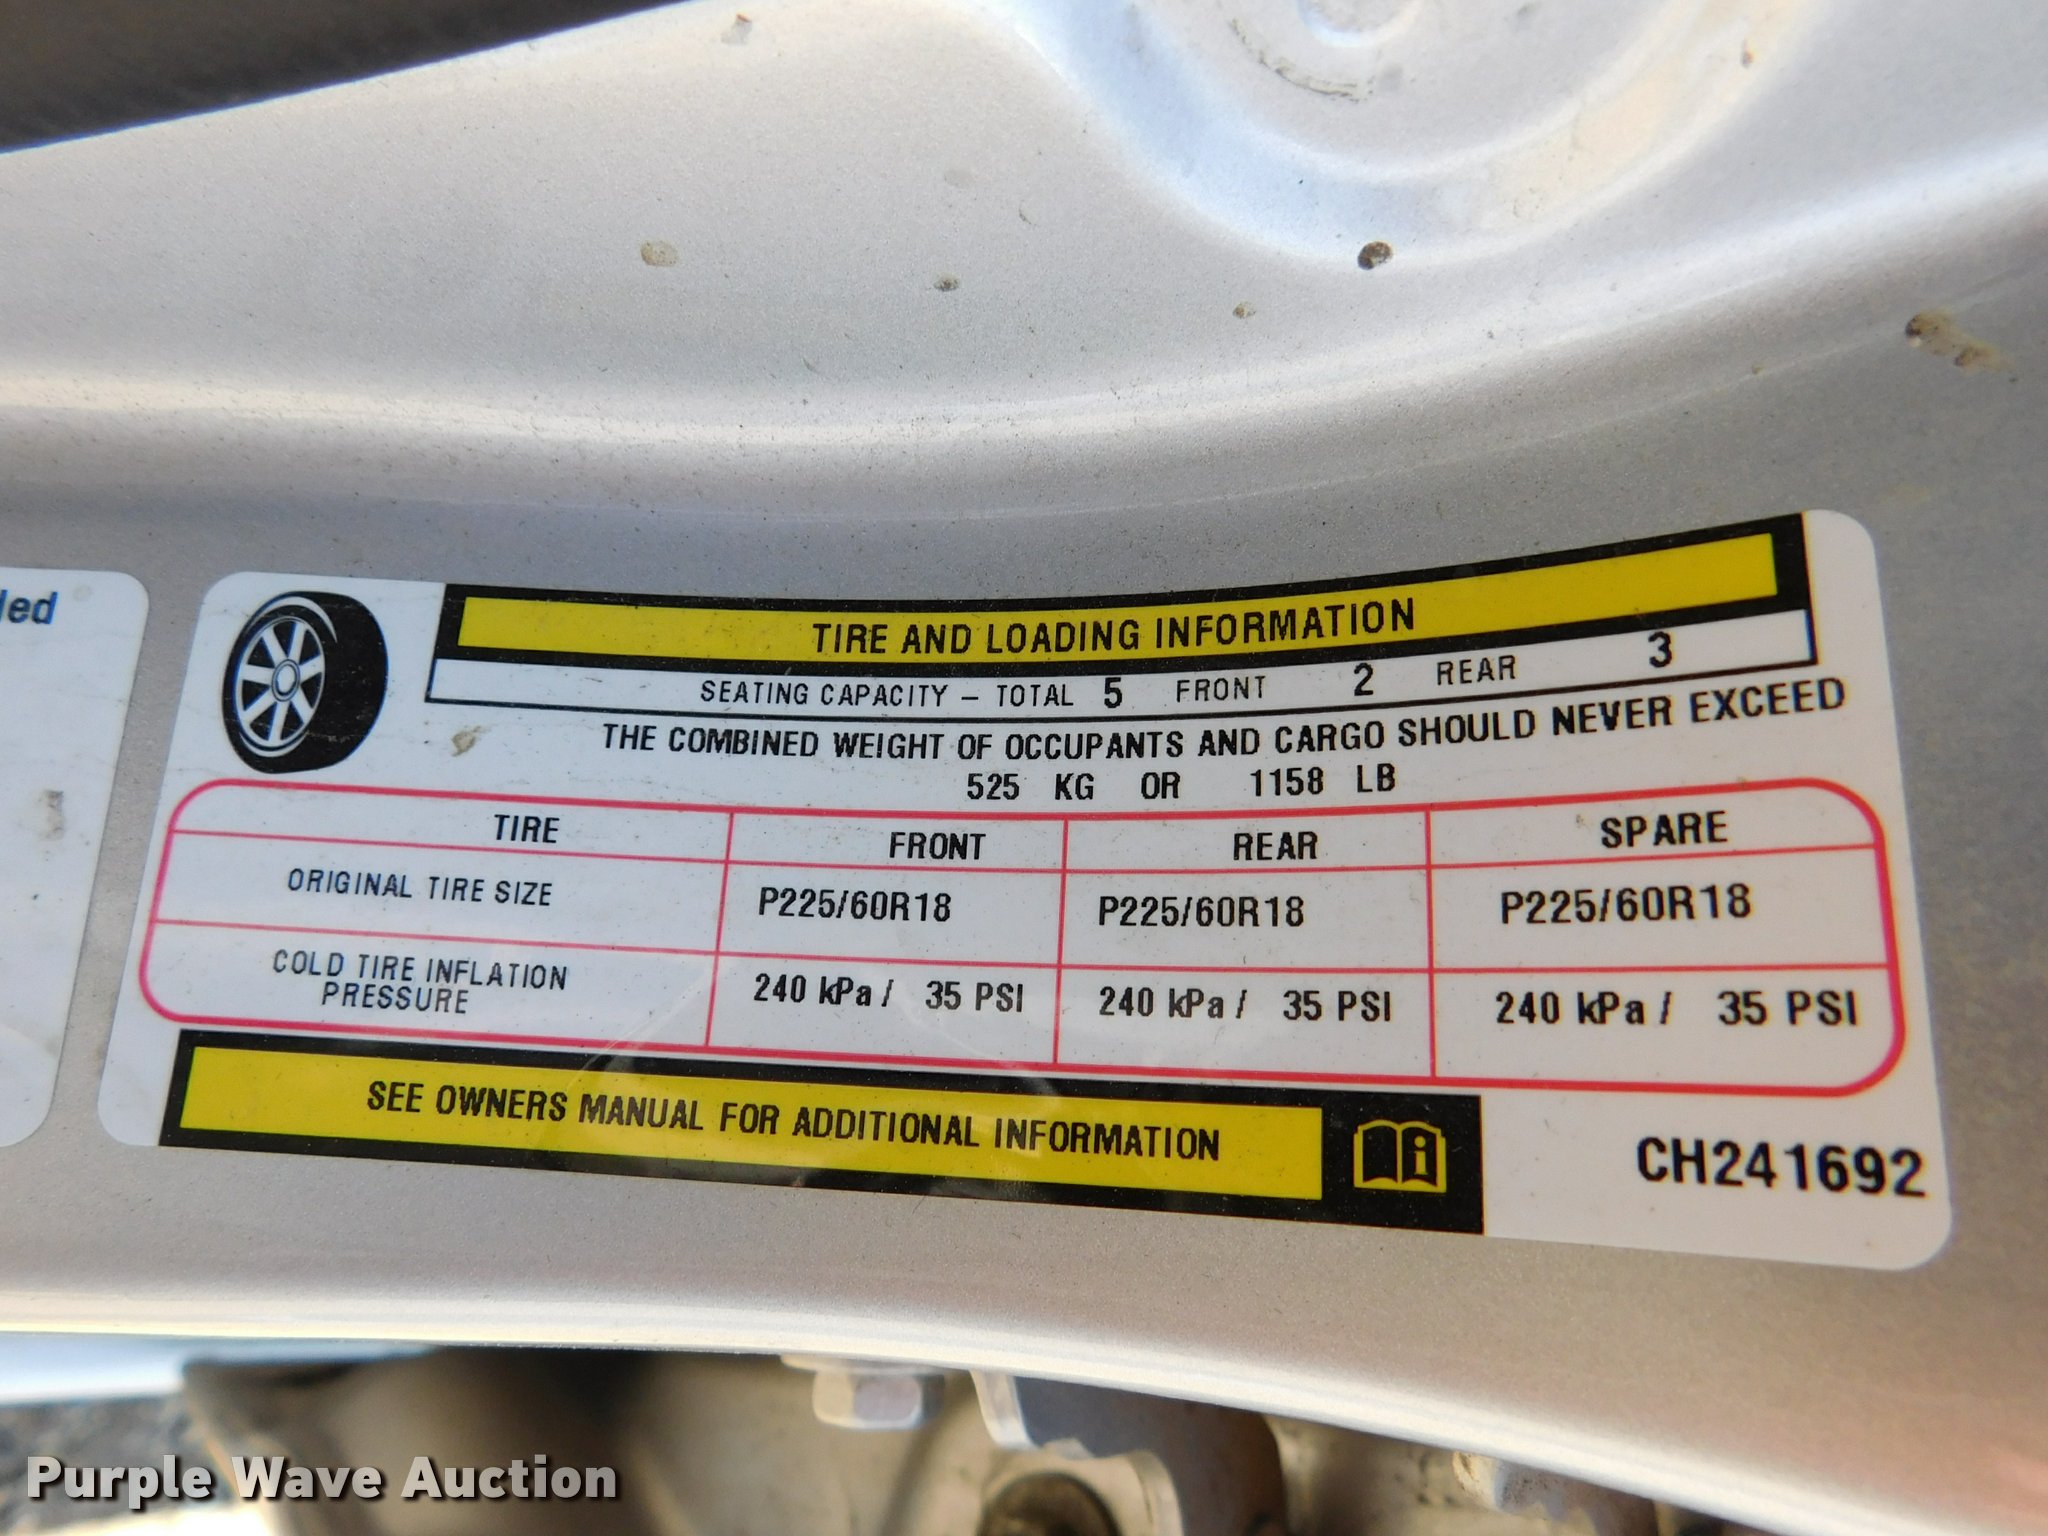 TIRE AND LOADING INFORMATION
SEATING CAPACITY – TOTAL 5 FRONT 2 REAR 3
THE COMBINED WEIGHT OF OCCUPANTS AND CARGO SHOULD NEVER EXCEED
525 KG OR 1158 LB
TIRE FRONT REAR SPARE
ORIGINAL TIRE SIZE P225/60R18 P225/60R18 P225/60R18
COLD TIRE INFLATION
PRESSURE 240 kPa / 35 PSI 240 kPa / 35 PSI 240 kPa / 35 PSI
SEE OWNERS MANUAL FOR ADDITIONAL INFORMATION
CH241692
Purple Wave Auction